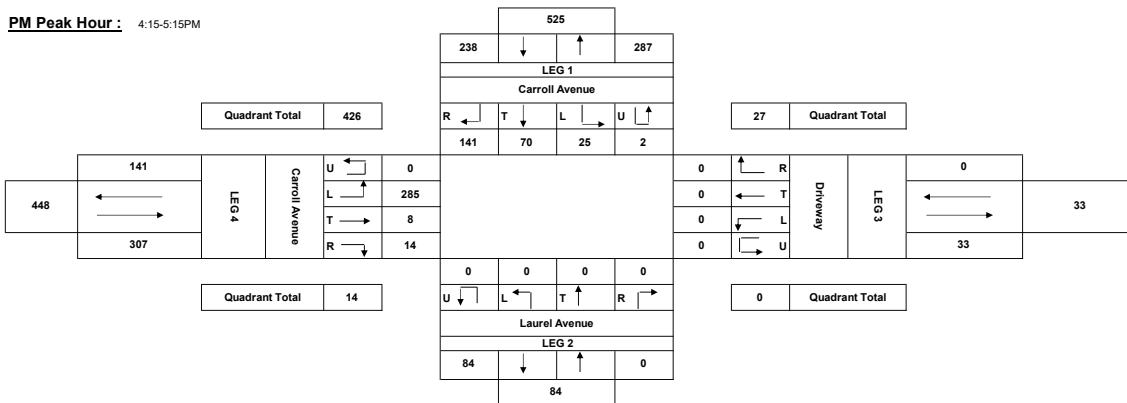 PM Peak Hour : 4:15-5:15PM
525
238 287
LEG 1
Carroll Avenue
Quadrant Total 426
R T L U
27 Quadrant Total
141 70 25 2
141
U 0
0 R
0
448
LEG 4
Carroll Avenue
L 285
0 T
Driveway
LEG 3
33
T 8
0 L
307
R 14
0 U
33
0 0 0 0
Quadrant Total 14
U L T R
0 Quadrant Total
Laurel Avenue
LEG 2
84 0
84